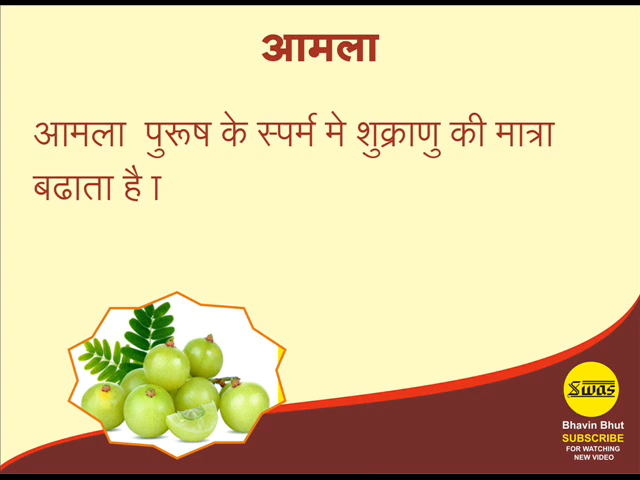 आमला
आमला पुरूष के स्पर्म मे शुक्राणु की मात्रा
बढाता है ा
Swas
Bhavin Bhut
SUBSCRIBE
FOR WATCHING
NEW VIDEO